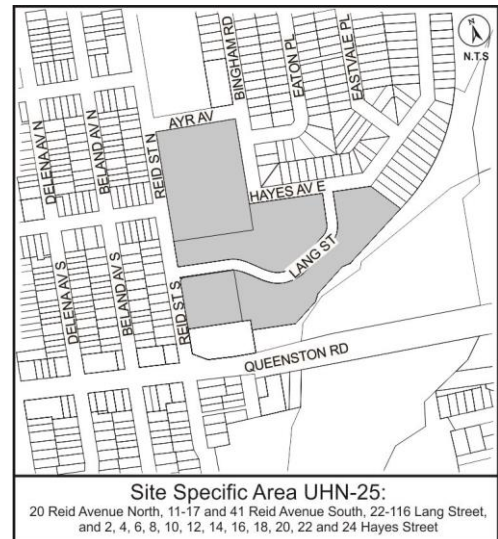 N
N.T.S
BINGHAM RD
EATON PL
EASTVALE PL
AYR AV
DELENA AV N
BELAND AV N
REID ST N
HAYES AV E
LANG ST
DELENA AV S
BELAND AV S
REID ST S
QUEENSTON RD
Site Specific Area UHN-25:
20 Reid Avenue North, 11-17 and 41 Reid Avenue South, 22-116 Lang Street,
and 2, 4, 6, 8, 10, 12, 14, 16, 18, 20, 22 and 24 Hayes Street